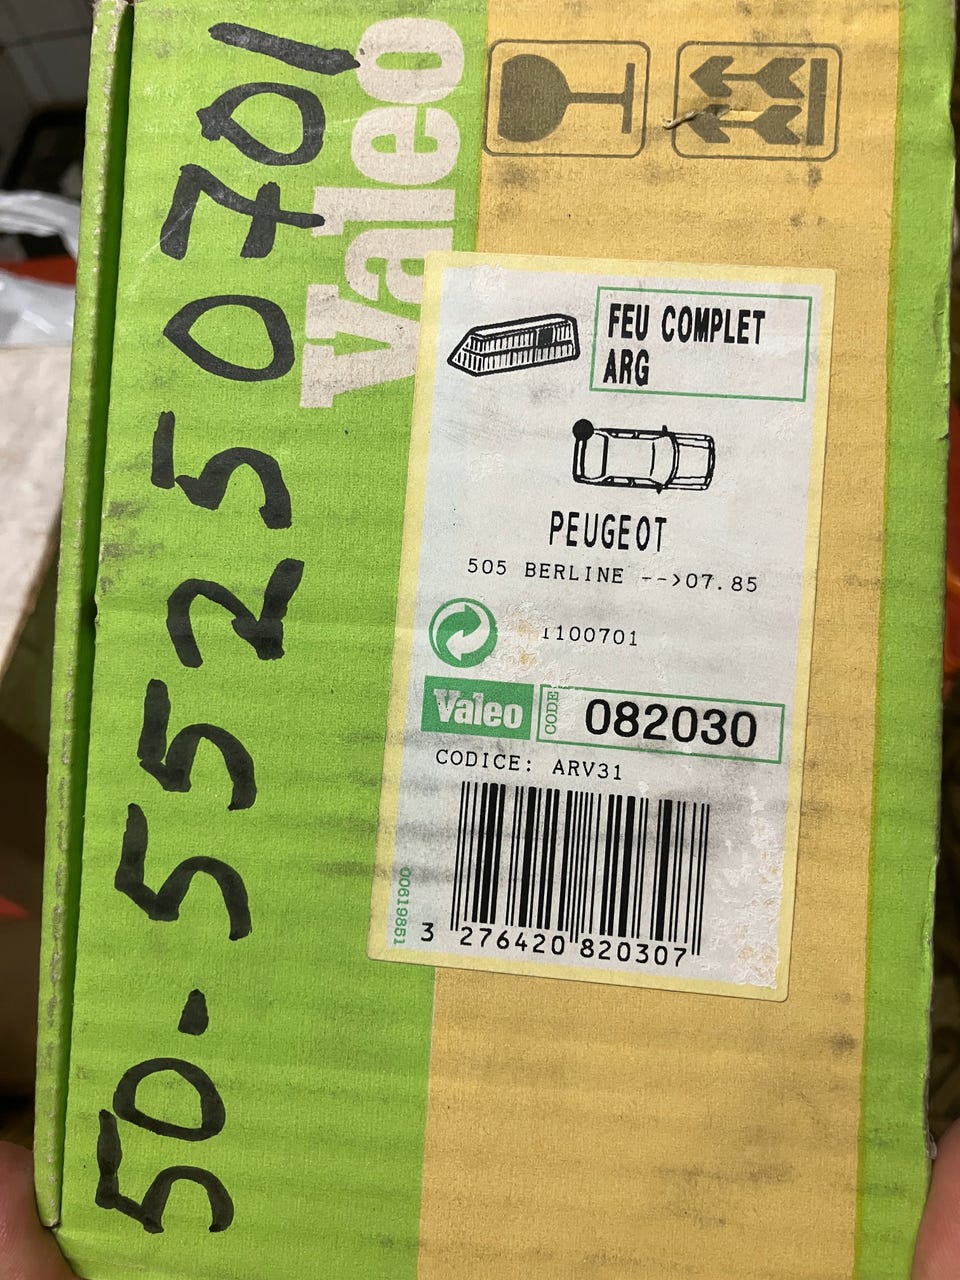 Valeo
50-5525070/
FEU COMPLET
ARG
PEUGEOT
505 BERLINE -->07.85
1100701
Valeo
CODE
082030
CODICE: ARV31
00619851
3 276420 820307